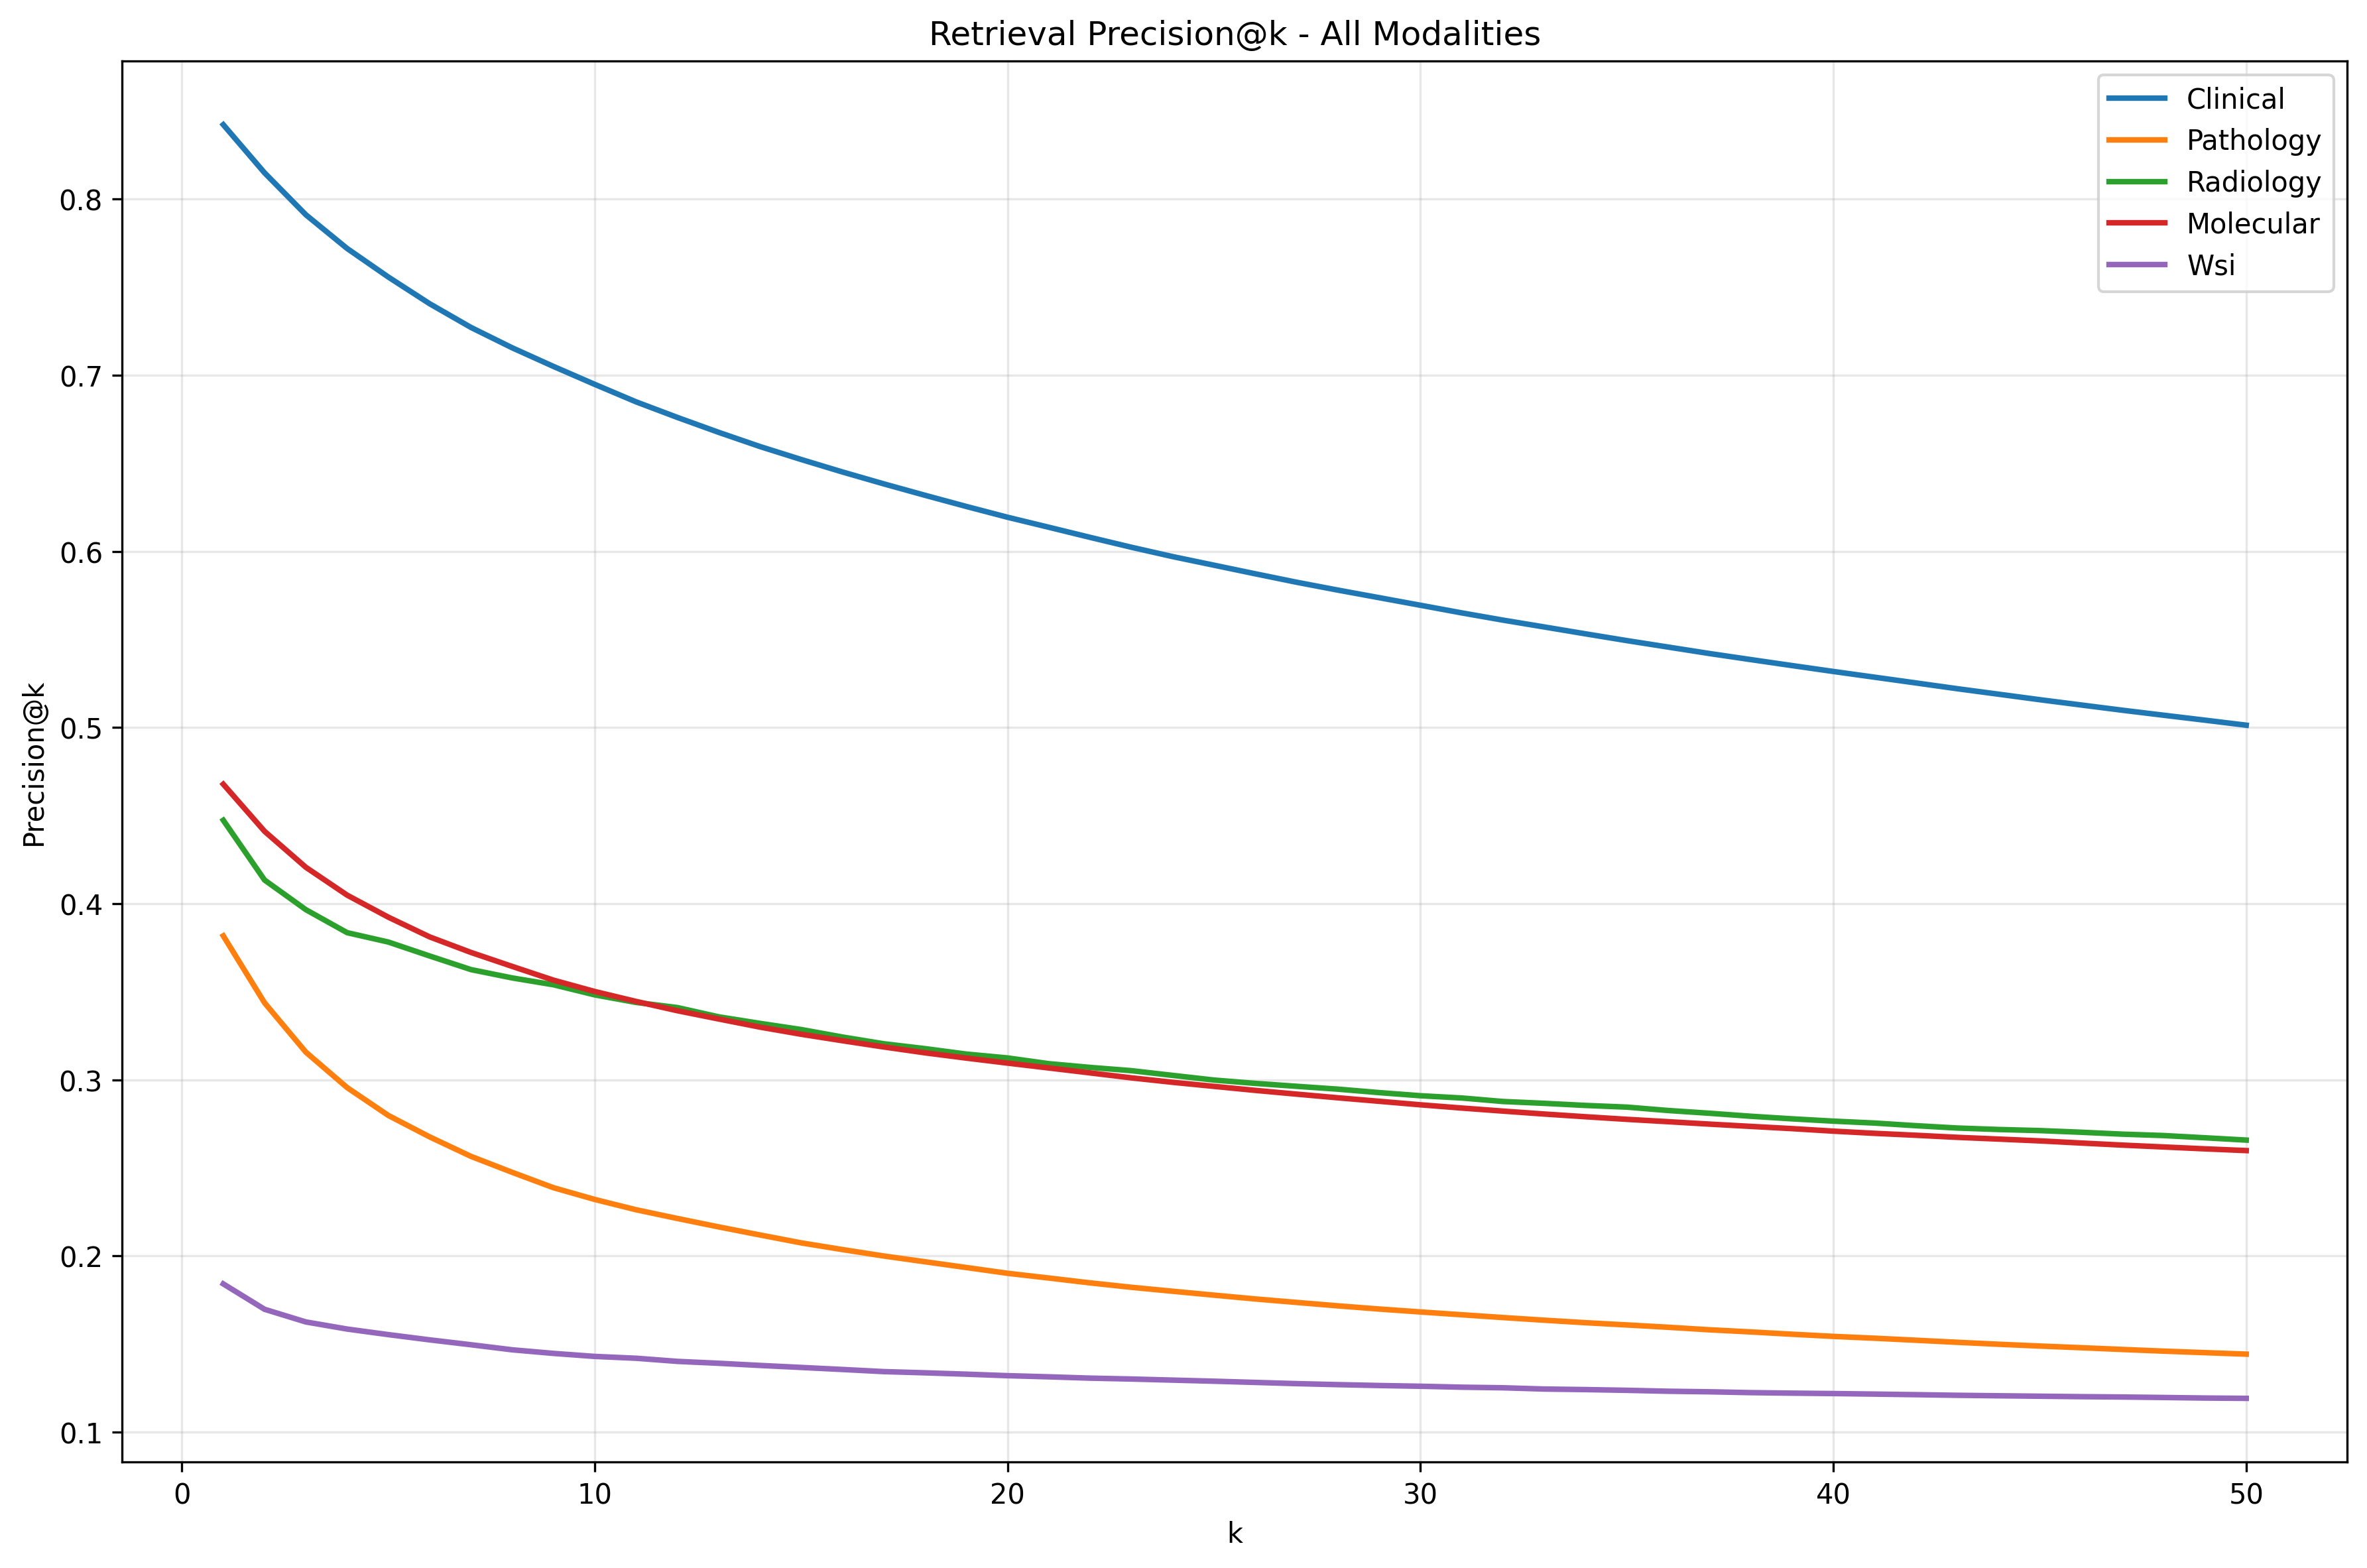 Retrieval Precision@k - All Modalities
Clinical
Pathology
Radiology
Molecular
Wsi
Precision@k
0.8
0.7
0.6
0.5
0.4
0.3
0.2
0.1
0 10 20 30 40 50
k